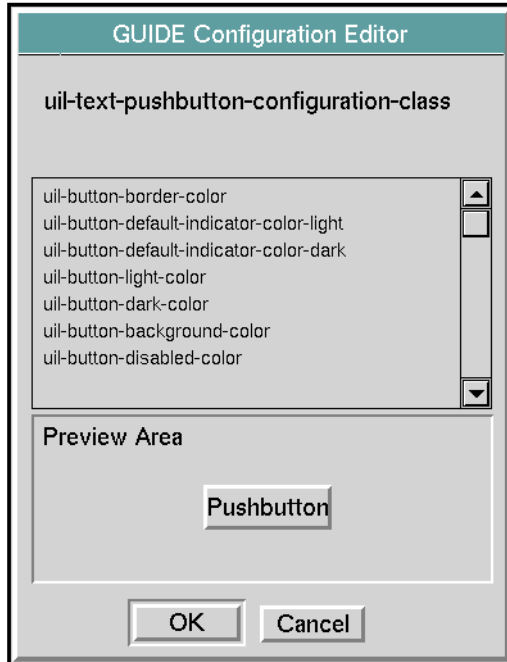 GUIDE Configuration Editor
uil-text-pushbutton-configuration-class
uil-button-border-color
uil-button-default-indicator-color-light
uil-button-default-indicator-color-dark
uil-button-light-color
uil-button-dark-color
uil-button-background-color
uil-button-disabled-color
Preview Area
Pushbutton
OK
Cancel